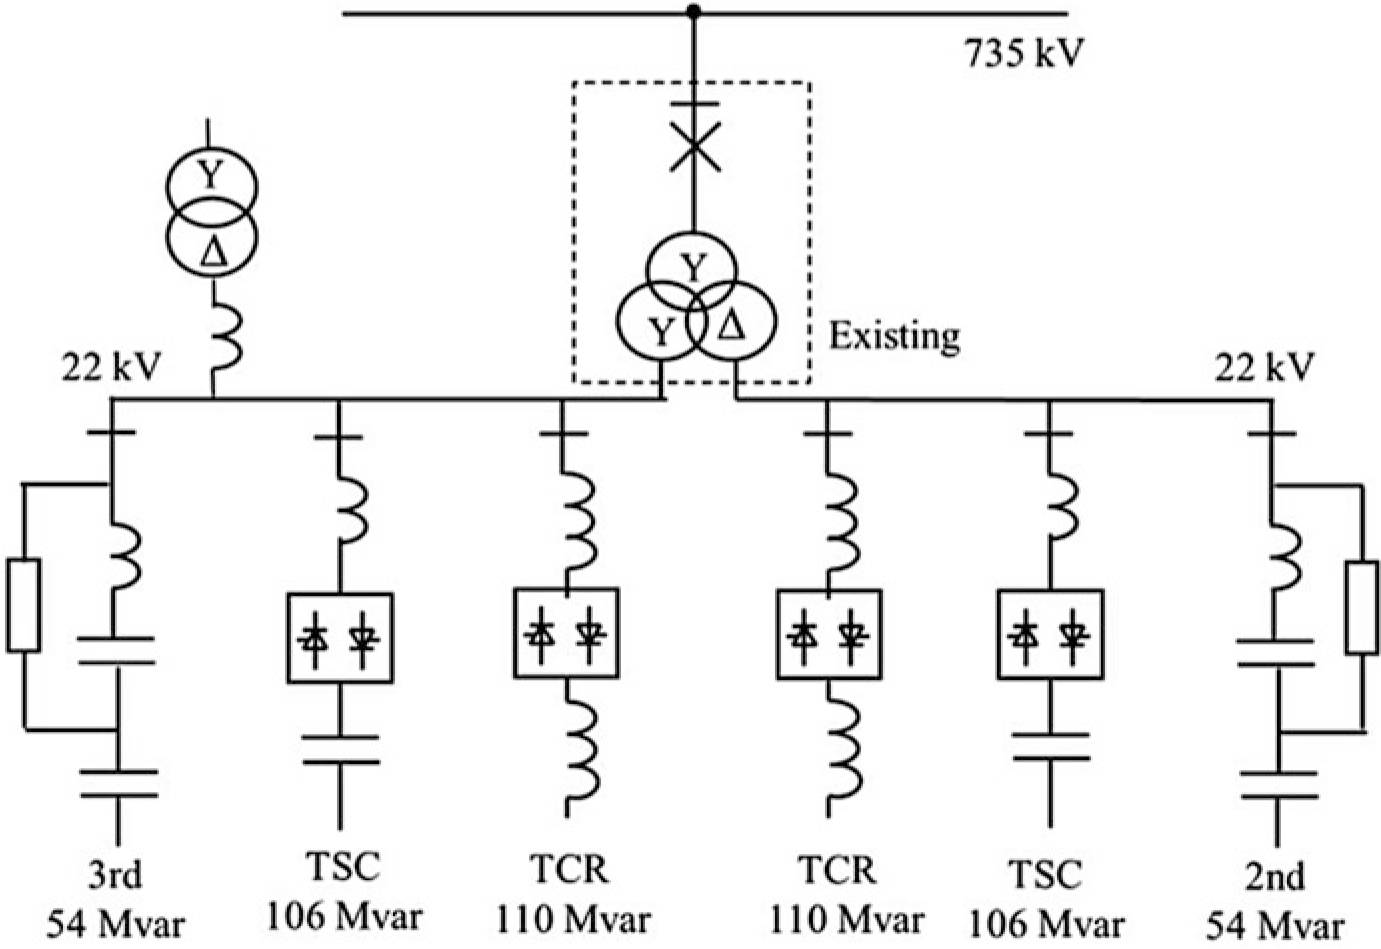 735 kV
Y
Δ
Y
Y Δ
Existing
22 kV
22 kV
3rd
54 Mvar
TSC
106 Mvar
TCR
110 Mvar
TCR
110 Mvar
TSC
106 Mvar
2nd
54 Mvar